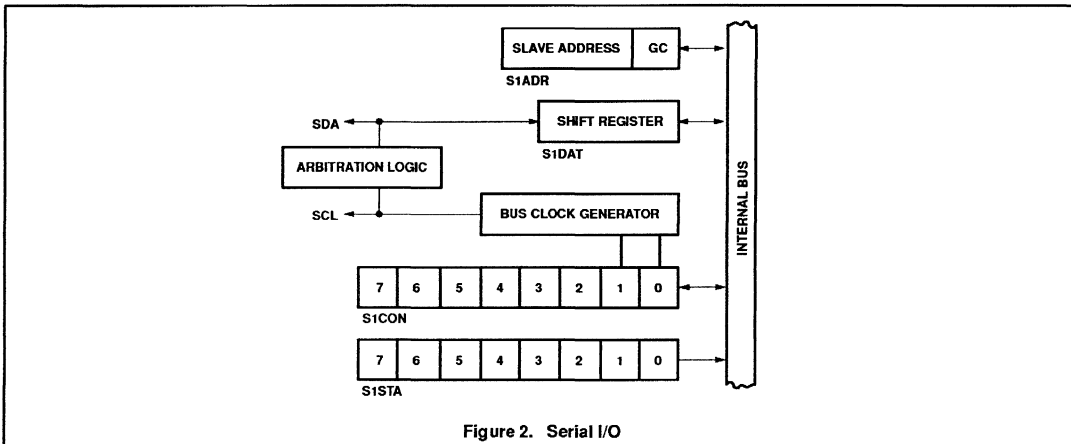 SLAVE ADDRESS GC
S1ADR
SDA
SHIFT REGISTER
S1DAT
ARBITRATION LOGIC
SCL
BUS CLOCK GENERATOR
INTERNAL BUS
7 6 5 4 3 2 1 0
S1CON
7 6 5 4 3 2 1 0
S1STA
Figure 2. Serial I/O